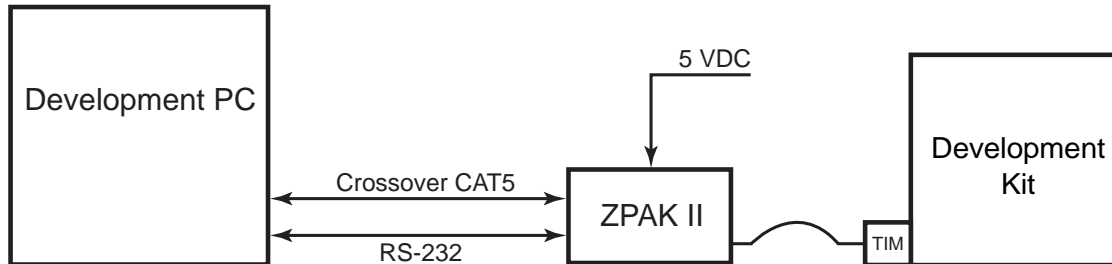 5 VDC
Development PC
Development
Kit
Crossover CAT5
ZPAK II
TIM
RS-232